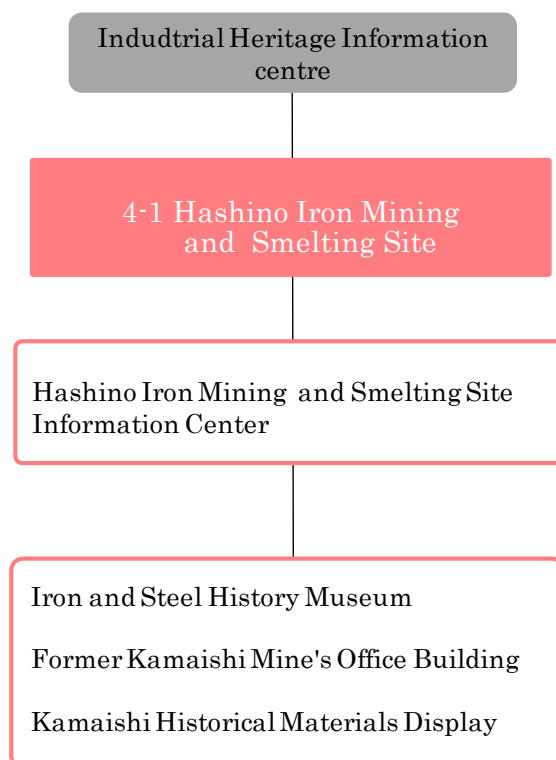 Indudtrial Heritage Information
centre
4-1 Hashino Iron Mining
and Smelting Site
Hashino Iron Mining and Smelting Site
Information Center
Iron and Steel History Museum
Former Kamaishi Mine's Office Building
Kamaishi Historical Materials Display